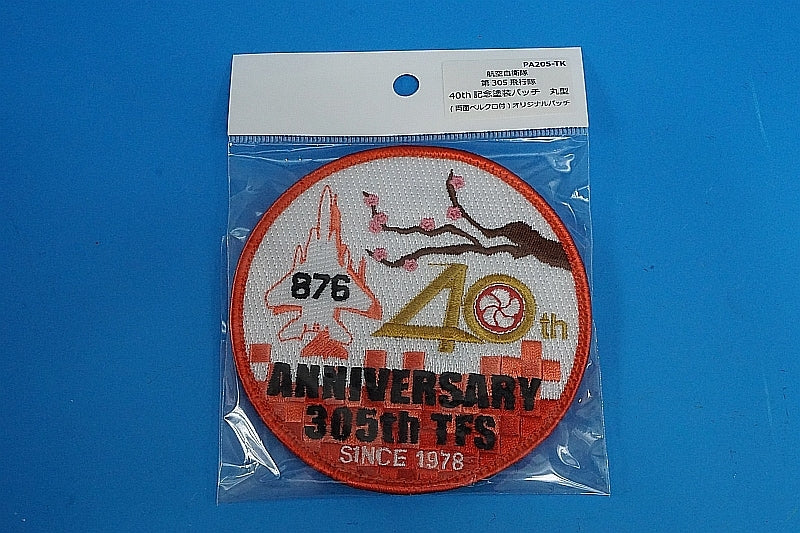 PA205-TK
航空自衛隊
第305飛行隊
40th 記念塗装パッチ 丸型
(両面ベルクロ付)オリジナルパッチ
876
40th
ANNIVERSARY
305th TFS
SINCE 1978